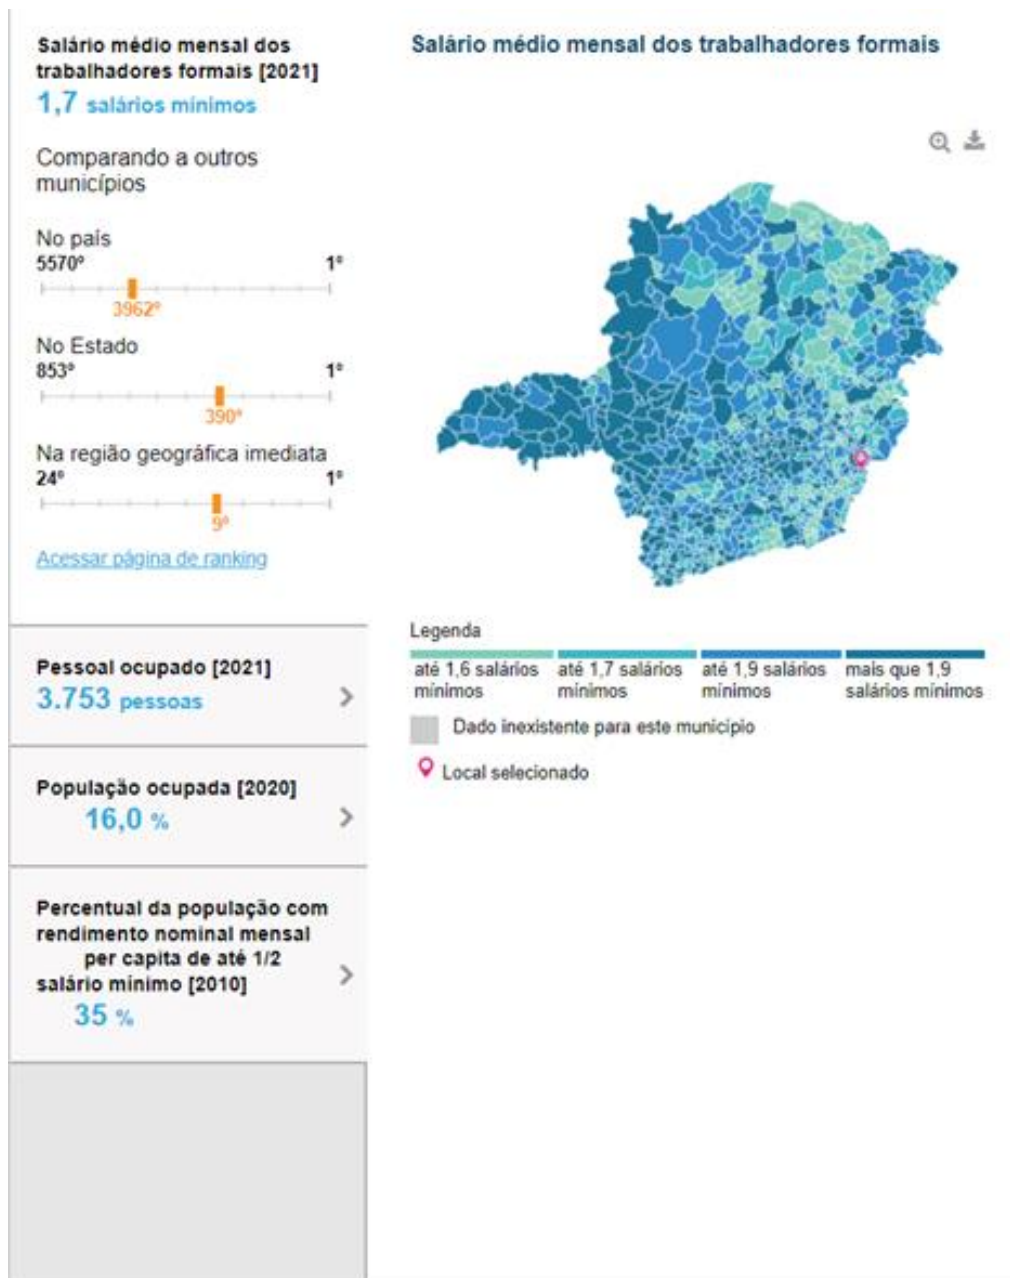 Salário médio mensal dos
trabalhadores formais [2021]
1,7 salários mínimos
Comparando a outros
municípios
No país
5570º
1º
3962º
No Estado
853º
1º
390º
Na região geográfica imediata
24º
1º
9º
Acessar página de ranking
Pessoal ocupado [2021]
3.753 pessoas
População ocupada [2020]
16,0 %
Percentual da população com
rendimento nominal mensal
per capita de até 1/2
salário mínimo [2010]
35 %
Salário médio mensal dos trabalhadores formais
Legenda
até 1,6 salários
mínimos
até 1,7 salários
mínimos
até 1,9 salários
mínimos
mais que 1,9
salários mínimos
Dado inexistente para este município
Local selecionado